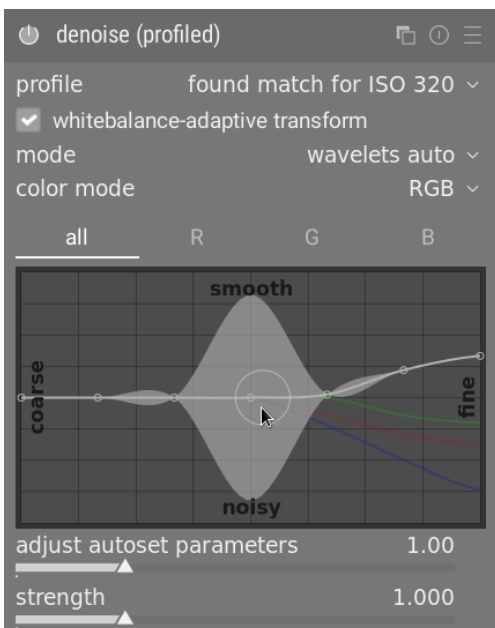 denoise (profiled)
profile found match for ISO 320
whitebalance-adaptive transform
mode wavelets auto
color mode RGB
all R G B
smooth
coarse
fine
noisy
adjust autoset parameters 1.00
strength 1.000